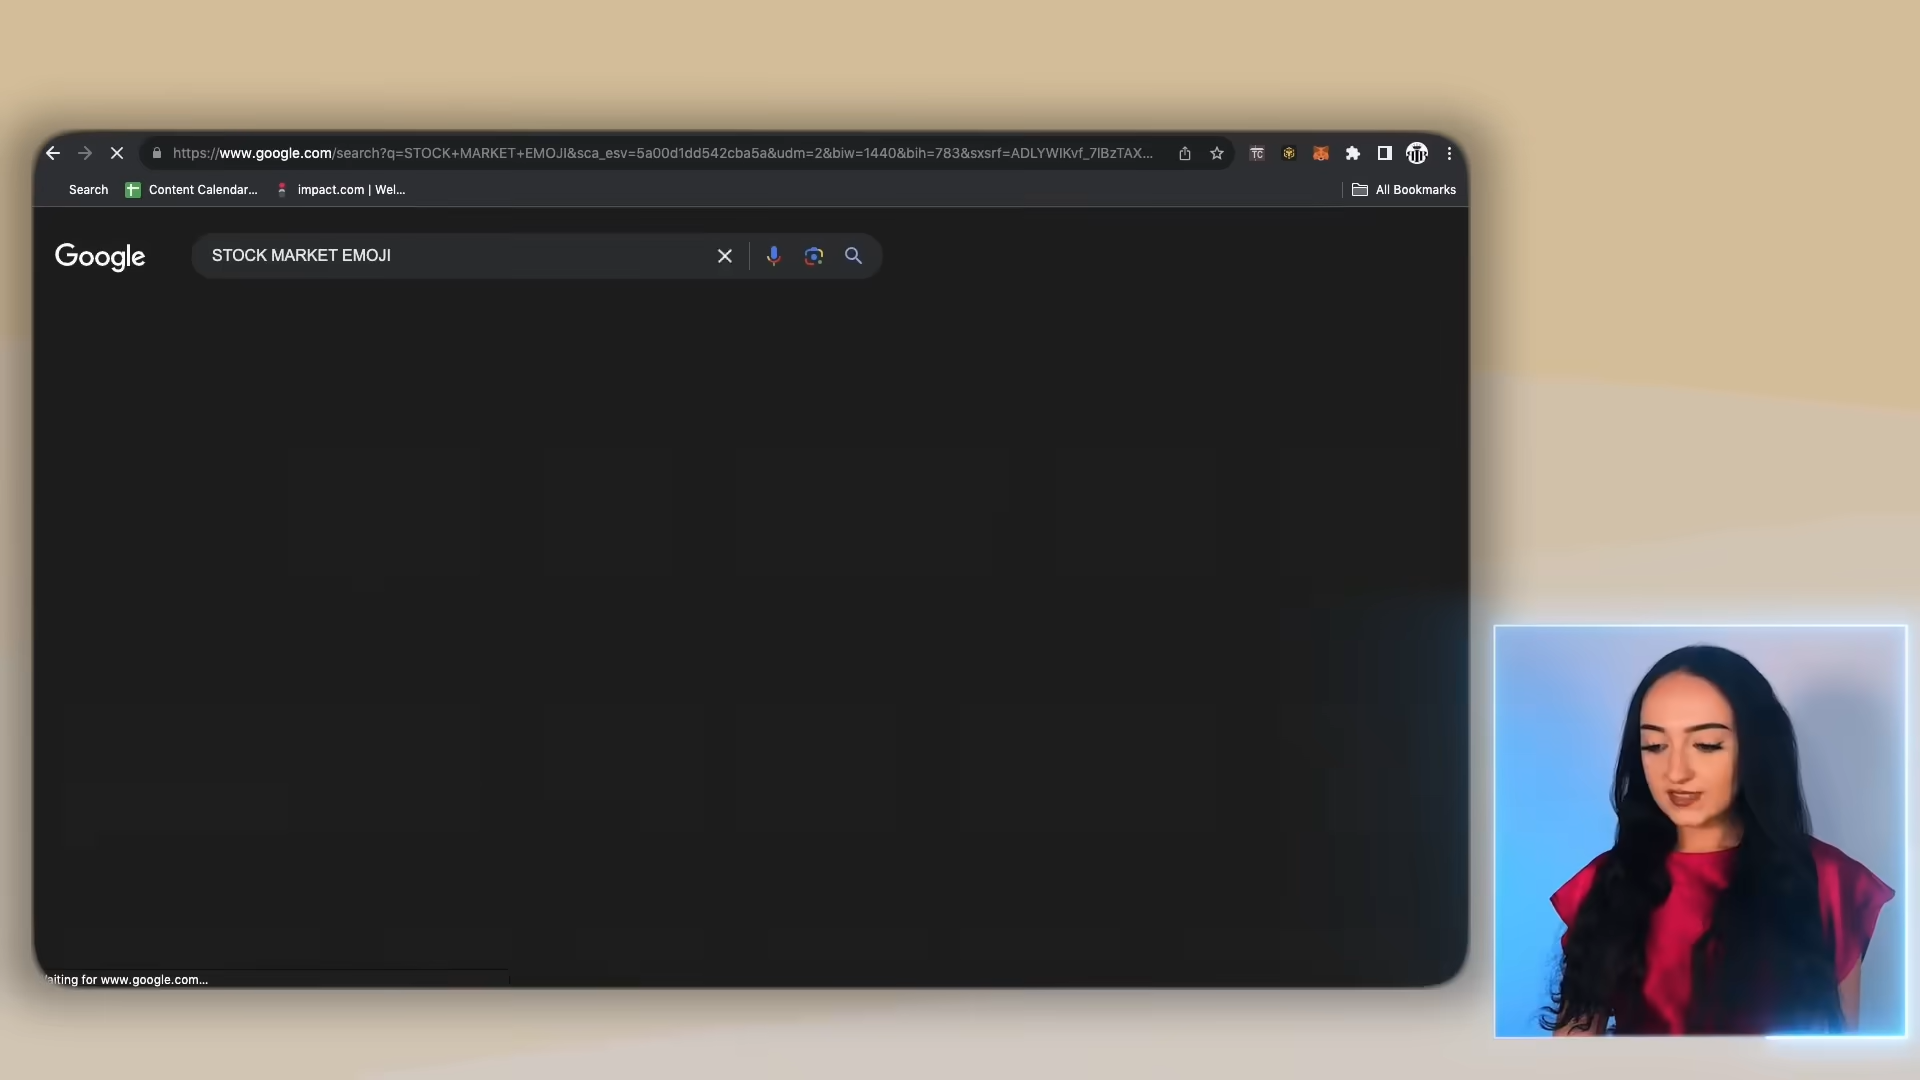 https://www.google.com/search?q=STOCK+MARKET+EMOJI&sca_esv=5a00d1dd542cba5a&udm=2&biw=1440&bih=783&sxsrf=ADLYWIKvf_7lBzTAX...
TC
Search Content Calendar... impact.com | Wel... All Bookmarks
Google STOCK MARKET EMOJI
aiting for www.google.com...